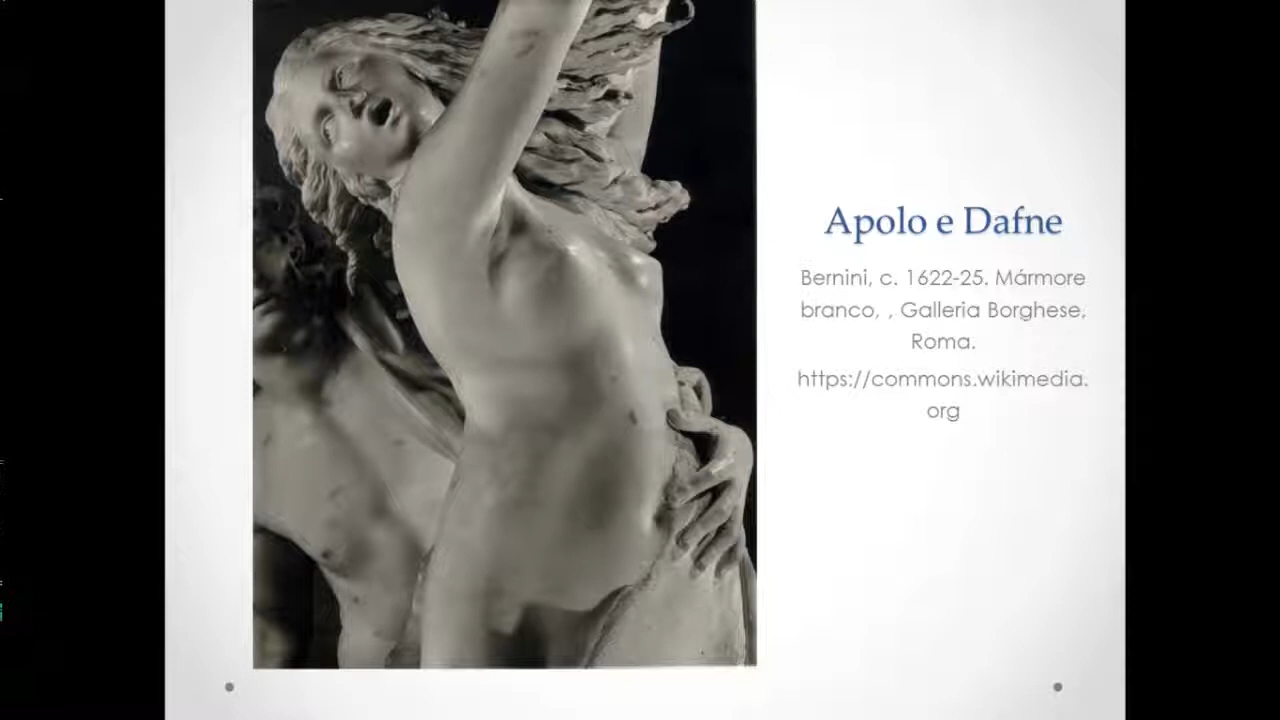 Apolo e Dafne
Bernini, c. 1622-25. Mármore
branco, , Galleria Borghese,
Roma.
https://commons.wikimedia.
org